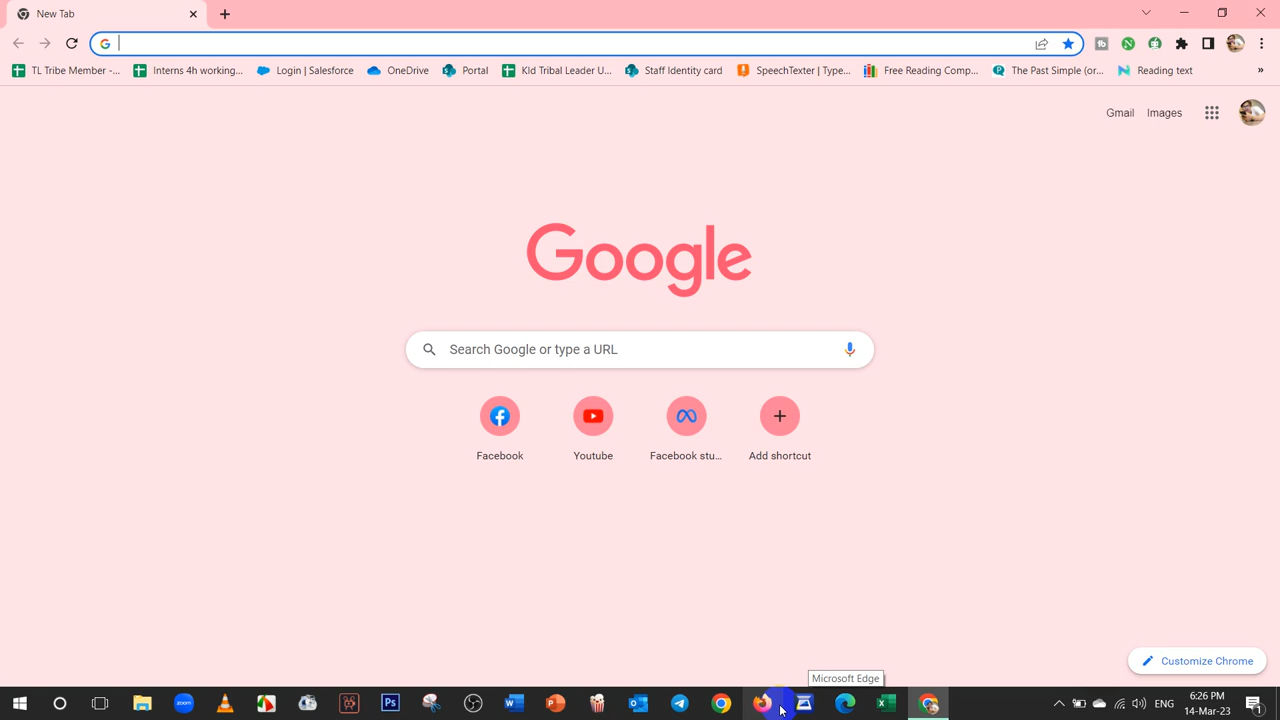 New Tab
TL Tribe Member -...
Interns 4h working...
Login | Salesforce
OneDrive
Portal
Kld Tribal Leader U...
Staff Identity card
SpeechTexter | Type...
Free Reading Comp...
The Past Simple (or...
Reading text
»
Gmail Images
Google
Search Google or type a URL
Facebook
Youtube
Facebook stu...
Add shortcut
Customize Chrome
Microsoft Edge
zoom
ENG
6:26 PM
14-Mar-23